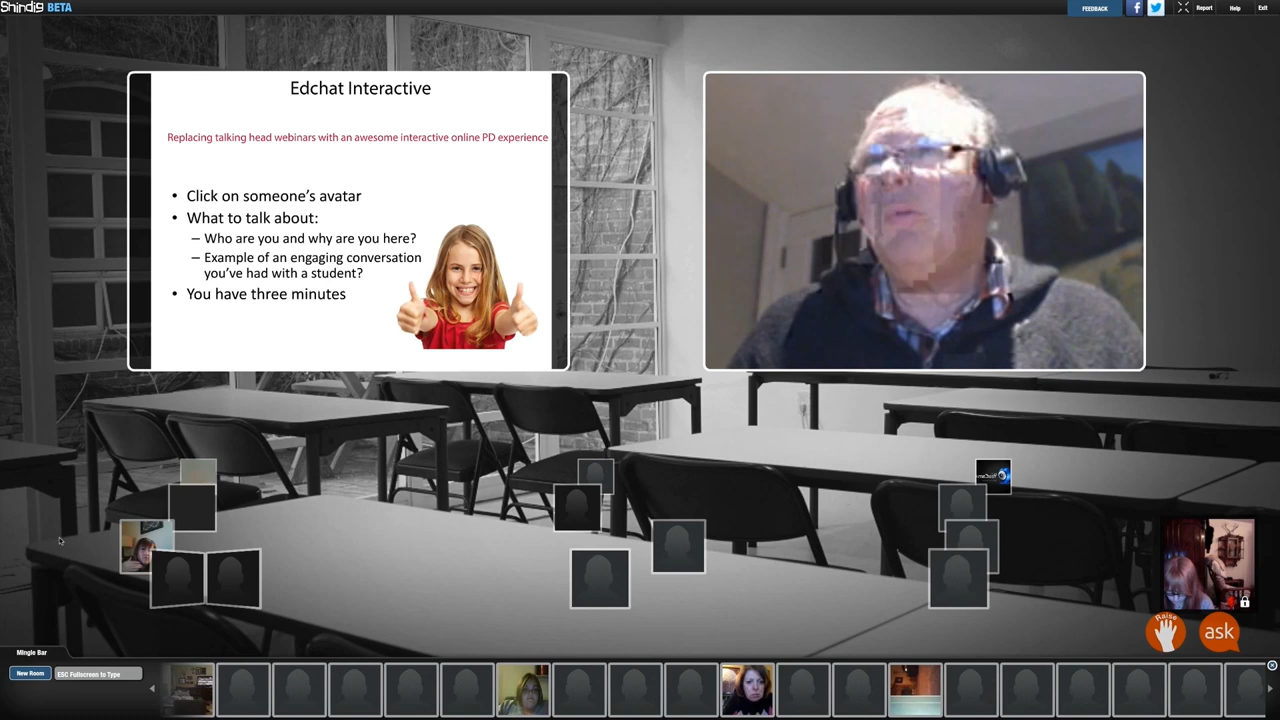 Shindig BETA
FEEDBACK
Report
Help
Exit
Edchat Interactive
Replacing talking head webinars with an awesome interactive online PD experience
• Click on someone's avatar
• What to talk about:
– Who are you and why are you here?
– Example of an engaging conversation
you've had with a student?
• You have three minutes
Raise
ask
Mingle Bar
New Room
ESC Fullscreen to Type